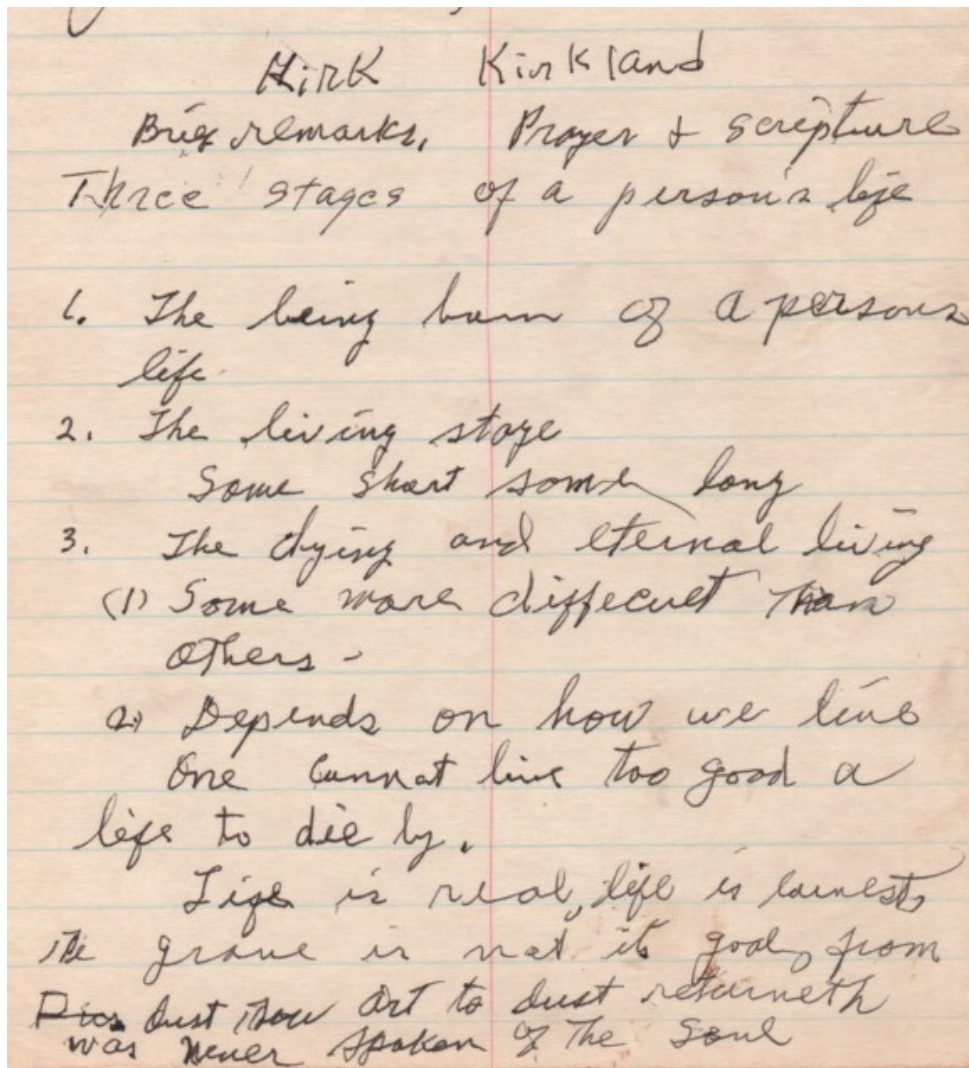 Kirk Kirkland
Brief remarks, Prayer & Scripture
Three stages of a person's life
1. The being born of a persons
life.
2. The living stage
Some short some long
3. The dying and eternal living
(1) Some more difficult Than
others -
2) Depends on how we live
One cannot live too good a
life to die by.
Life is real, life is earnest,
The grave is not its goal, from
dust thou art to dust returneth
was never spoken of The Soul